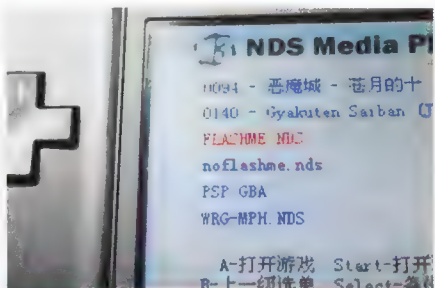 NDS Media Pl
0094 - 恶魔城 - 苍月的十
0140 - Gyakuten Saiban (J
FLASHME NDS
noflashme.nds
PSP GBA
WRG-MPH.NDS
A-打开游戏 Start-打开
B-上一级选单 Select-